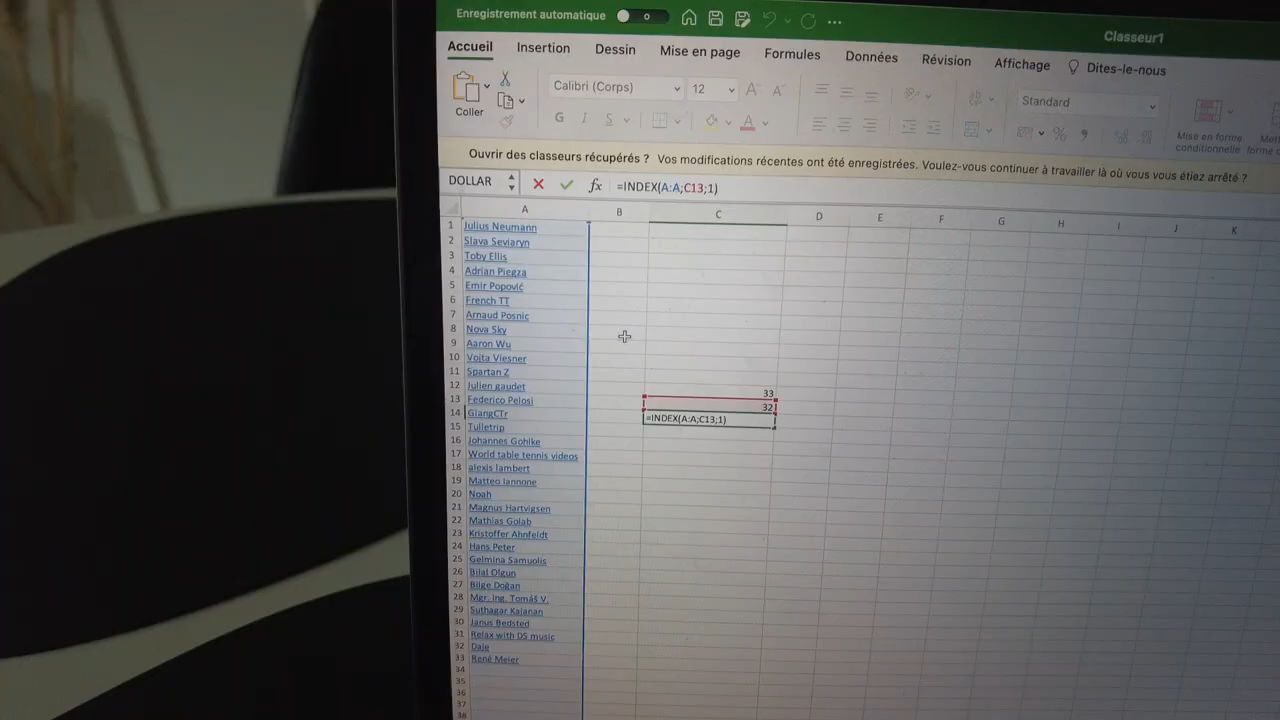 Enregistrement automatique
Classeur1
Accueil Insertion Dessin Mise en page Formules Données Révision Affichage Dites-le-nous
Coller
Calibri (Corps) 12
Standard
G I S
Mise en forme
conditionnelle
Ouvrir des classeurs récupérés ? Vos modifications récentes ont été enregistrées. Voulez-vous continuer à travailler là où vous vous étiez arrêté ?
DOLLAR fx =INDEX(A:A;C13;1)
A B C D E F G H I J K
1 Julius Neumann
2 Slava Seviaryn
3 Toby Ellis
4 Adrian Piegza
5 Emir Popović
6 French TT
7 Arnaud Posnic
8 Nova Sky
9 Aaron Wu
10 Vojta Viesner
11 Spartan Z
12 Julien gaudet 33
13 Federico Pelosi 32
14 GiangCTr =INDEX(A:A;C13;1)
15 Tulletrip
16 Johannes Gohlke
17 World table tennis videos
18 alexis lambert
19 Matteo Iannone
20 Noah
21 Magnus Hartvigsen
22 Mathias Golab
23 Kristoffer Ahnfeldt
24 Hans Peter
25 Gelmina Samuolis
26 Bilal Olgun
27 Bilge Doğan
28 Mgr. Ing. Tomáš V.
29 Suthagar Kajanan
30 Janus Bedsted
31 Relax with DS music
32 Dale
33 René Meier
34
35
36
37
38